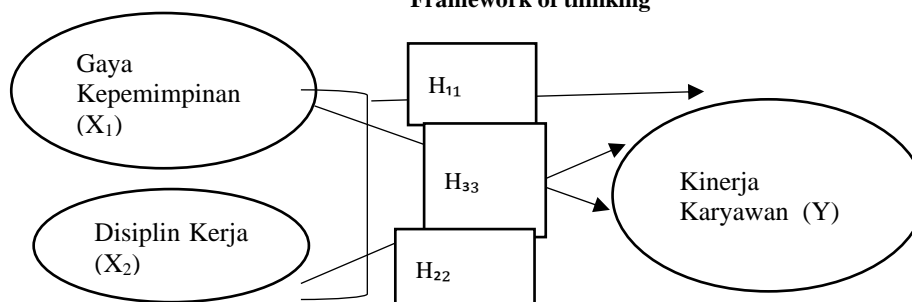 Framework of thinking
Gaya
Kepemimpinan
(X₁)
H₁₁
H₃₃
Kinerja
Karyawan (Y)
Disiplin Kerja
(X₂)
H₂₂